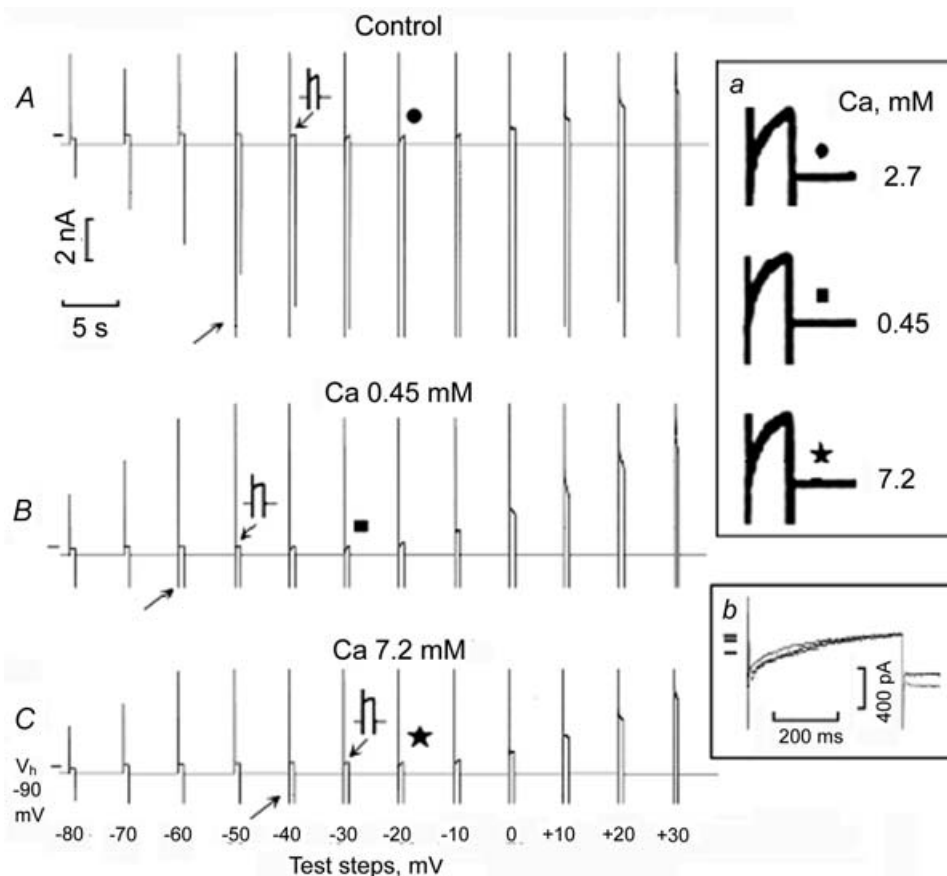 Control
A
2 nA
5 s
Ca 0.45 mM
B
Ca 7.2 mM
C
Vh
-90
mV
-80 -70 -60 -50 -40 -30 -20 -10 0 +10 +20 +30
Test steps, mV
a Ca, mM
2.7
0.45
7.2
b
400 pA
200 ms